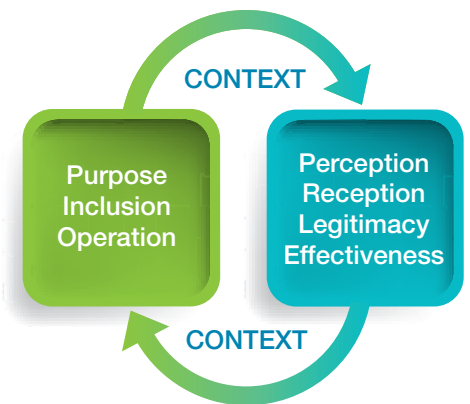 CONTEXT
Purpose
Inclusion
Operation
Perception
Reception
Legitimacy
Effectiveness
CONTEXT